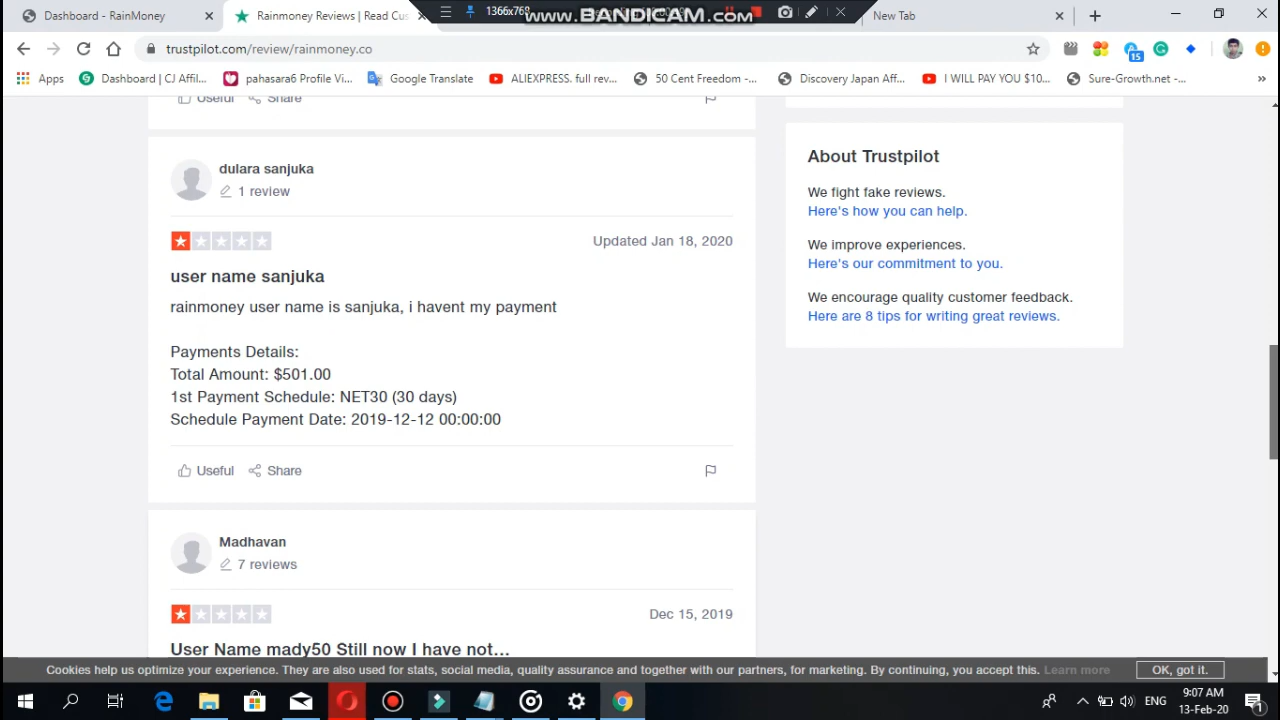 Dashboard - RainMoney
Rainmoney Reviews | Read Cus
1366x768
www.BANDICAM.com
New Tab
trustpilot.com/review/rainmoney.co
15
Apps
Dashboard | CJ Affil...
pahasara6 Profile Vi...
Google Translate
ALIEXPRESS. full rev...
50 Cent Freedom -...
Discovery Japan Aff...
I WILL PAY YOU $10...
Sure-Growth.net -...
Useful Share
dulara sanjuka
1 review
Updated Jan 18, 2020
user name sanjuka
rainmoney user name is sanjuka, i havent my payment
Payments Details:
Total Amount: $501.00
1st Payment Schedule: NET30 (30 days)
Schedule Payment Date: 2019-12-12 00:00:00
Useful Share
Madhavan
7 reviews
Dec 15, 2019
User Name mady50 Still now I have not...
About Trustpilot
We fight fake reviews.
Here's how you can help.
We improve experiences.
Here's our commitment to you.
We encourage quality customer feedback.
Here are 8 tips for writing great reviews.
Cookies help us optimize your experience. They are also used for stats, social media, quality assurance and together with our partners, for marketing. By continuing, you accept this. Learn more
OK, got it.
ENG
9:07 AM
13-Feb-20
1